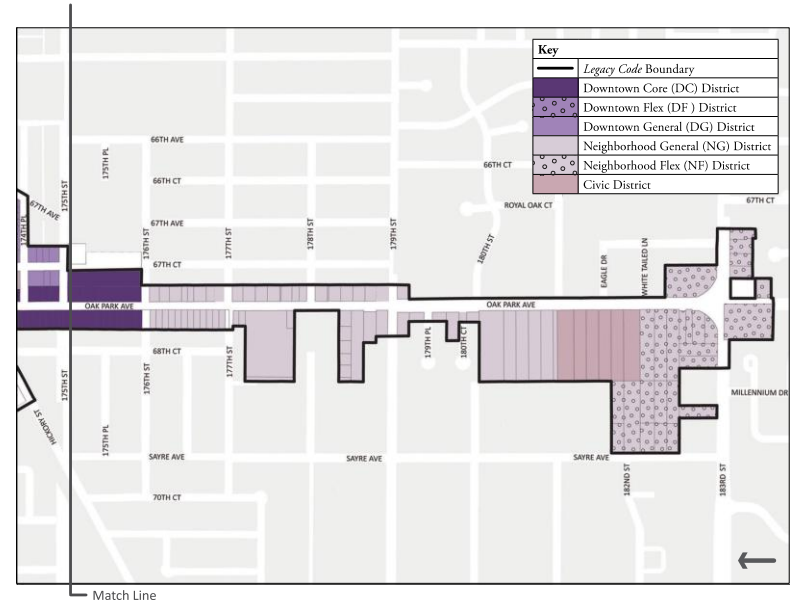 Key
Legacy Code Boundary
Downtown Core (DC) District
Downtown Flex (DF ) District
Downtown General (DG) District
Neighborhood General (NG) District
Neighborhood Flex (NF) District
Civic District
66TH AVE
175TH PL
66TH CT
66TH CT
175TH ST
67TH AVE
174TH PL
67TH AVE
ROYAL OAK CT
67TH CT
176TH ST
177TH ST
178TH ST
179TH ST
180TH ST
EAGLE DR
WHITE TAILED LN
67TH CT
OAK PARK AVE
OAK PARK AVE
68TH CT
177TH ST
179TH PL
180TH CT
175TH ST
176TH ST
MILLENNIUM DR
HICKORY ST
175TH PL
SAYRE AVE
SAYRE AVE
SAYRE AVE
182ND ST
183RD ST
70TH CT
Match Line